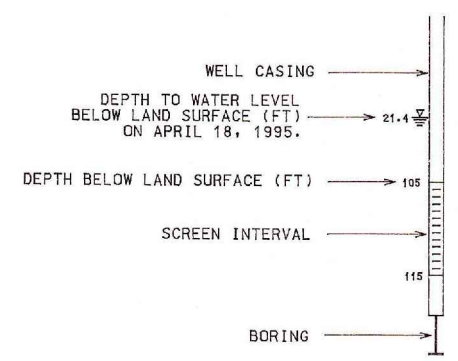 WELL CASING
DEPTH TO WATER LEVEL
BELOW LAND SURFACE (FT)
ON APRIL 18, 1995.
21.4
DEPTH BELOW LAND SURFACE (FT)
105
SCREEN INTERVAL
115
BORING